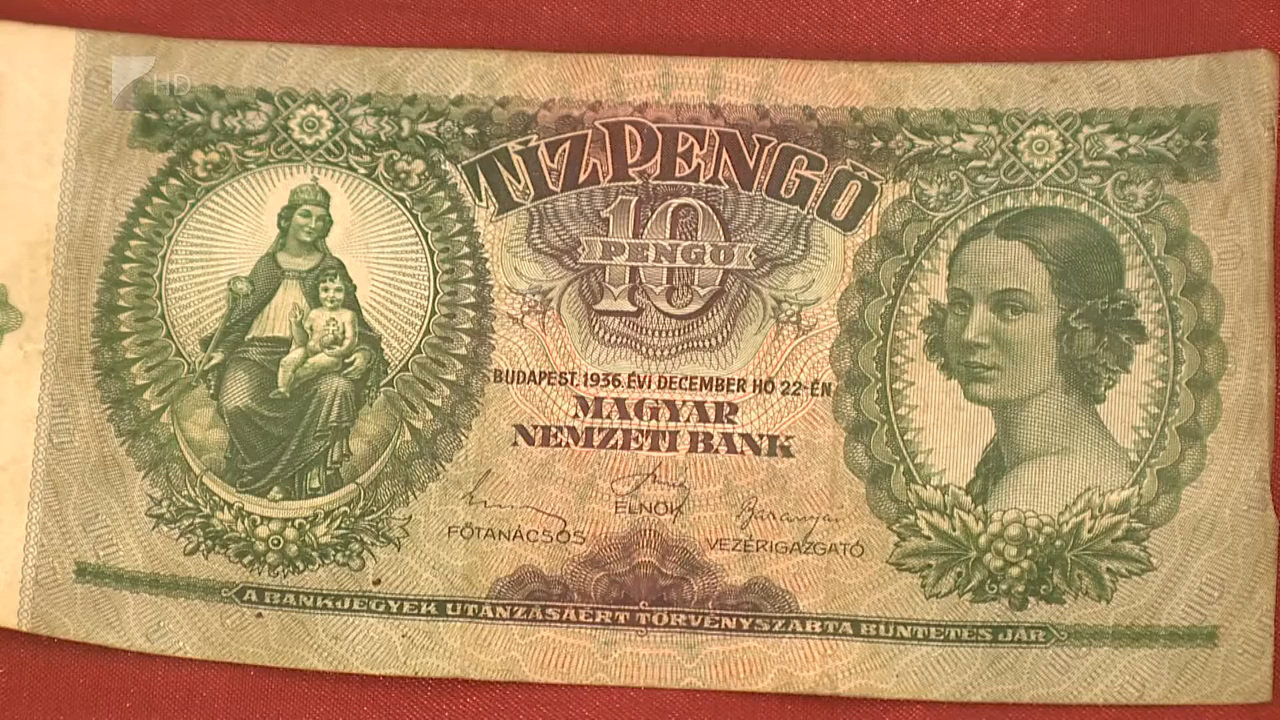 HD
TÍZ PENGŐ
10
PENGŐ
BUDAPEST, 1936. ÉVI DECEMBER HÓ 22-ÉN
MAGYAR
NEMZETI BANK
ELNÖK
FŐTANÁCSOS
VEZÉRIGAZGATÓ
A BANKJEGYEK UTÁNZÁSÁÉRT TÖRVÉNYSZABTA BÜNTETÉS JÁR